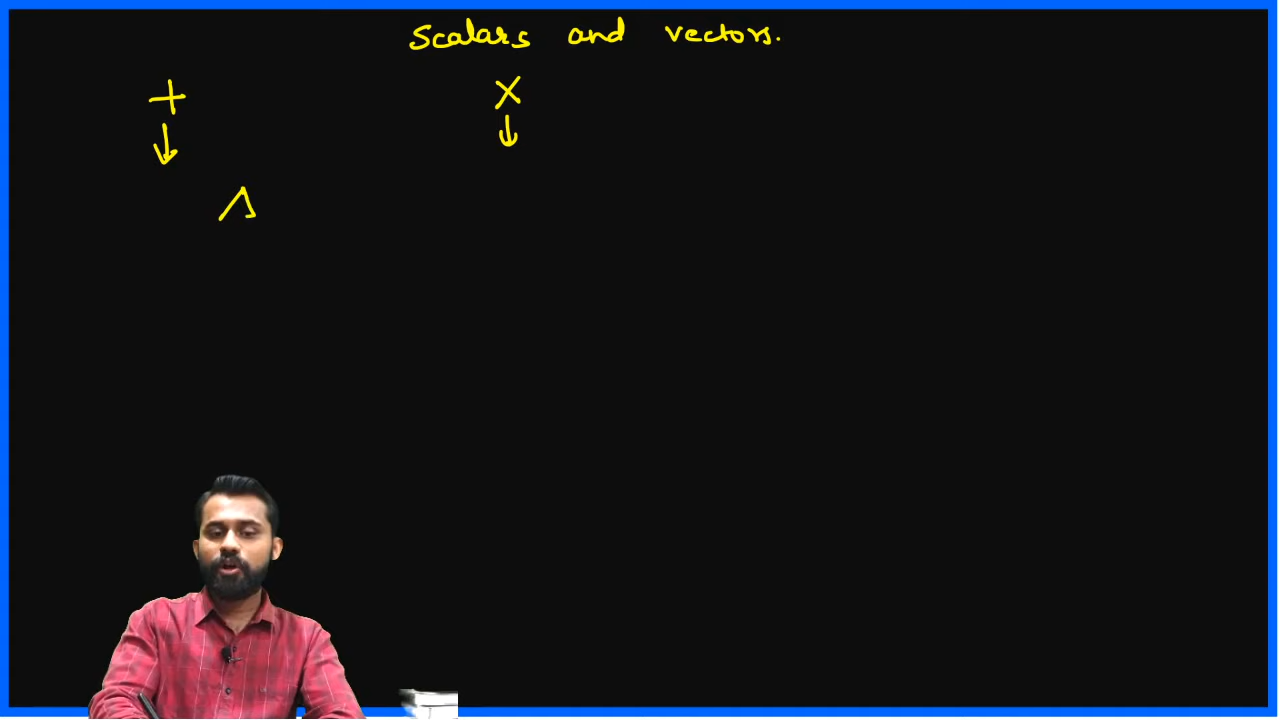 Scalars and vectors.
+ X
↓ ↓